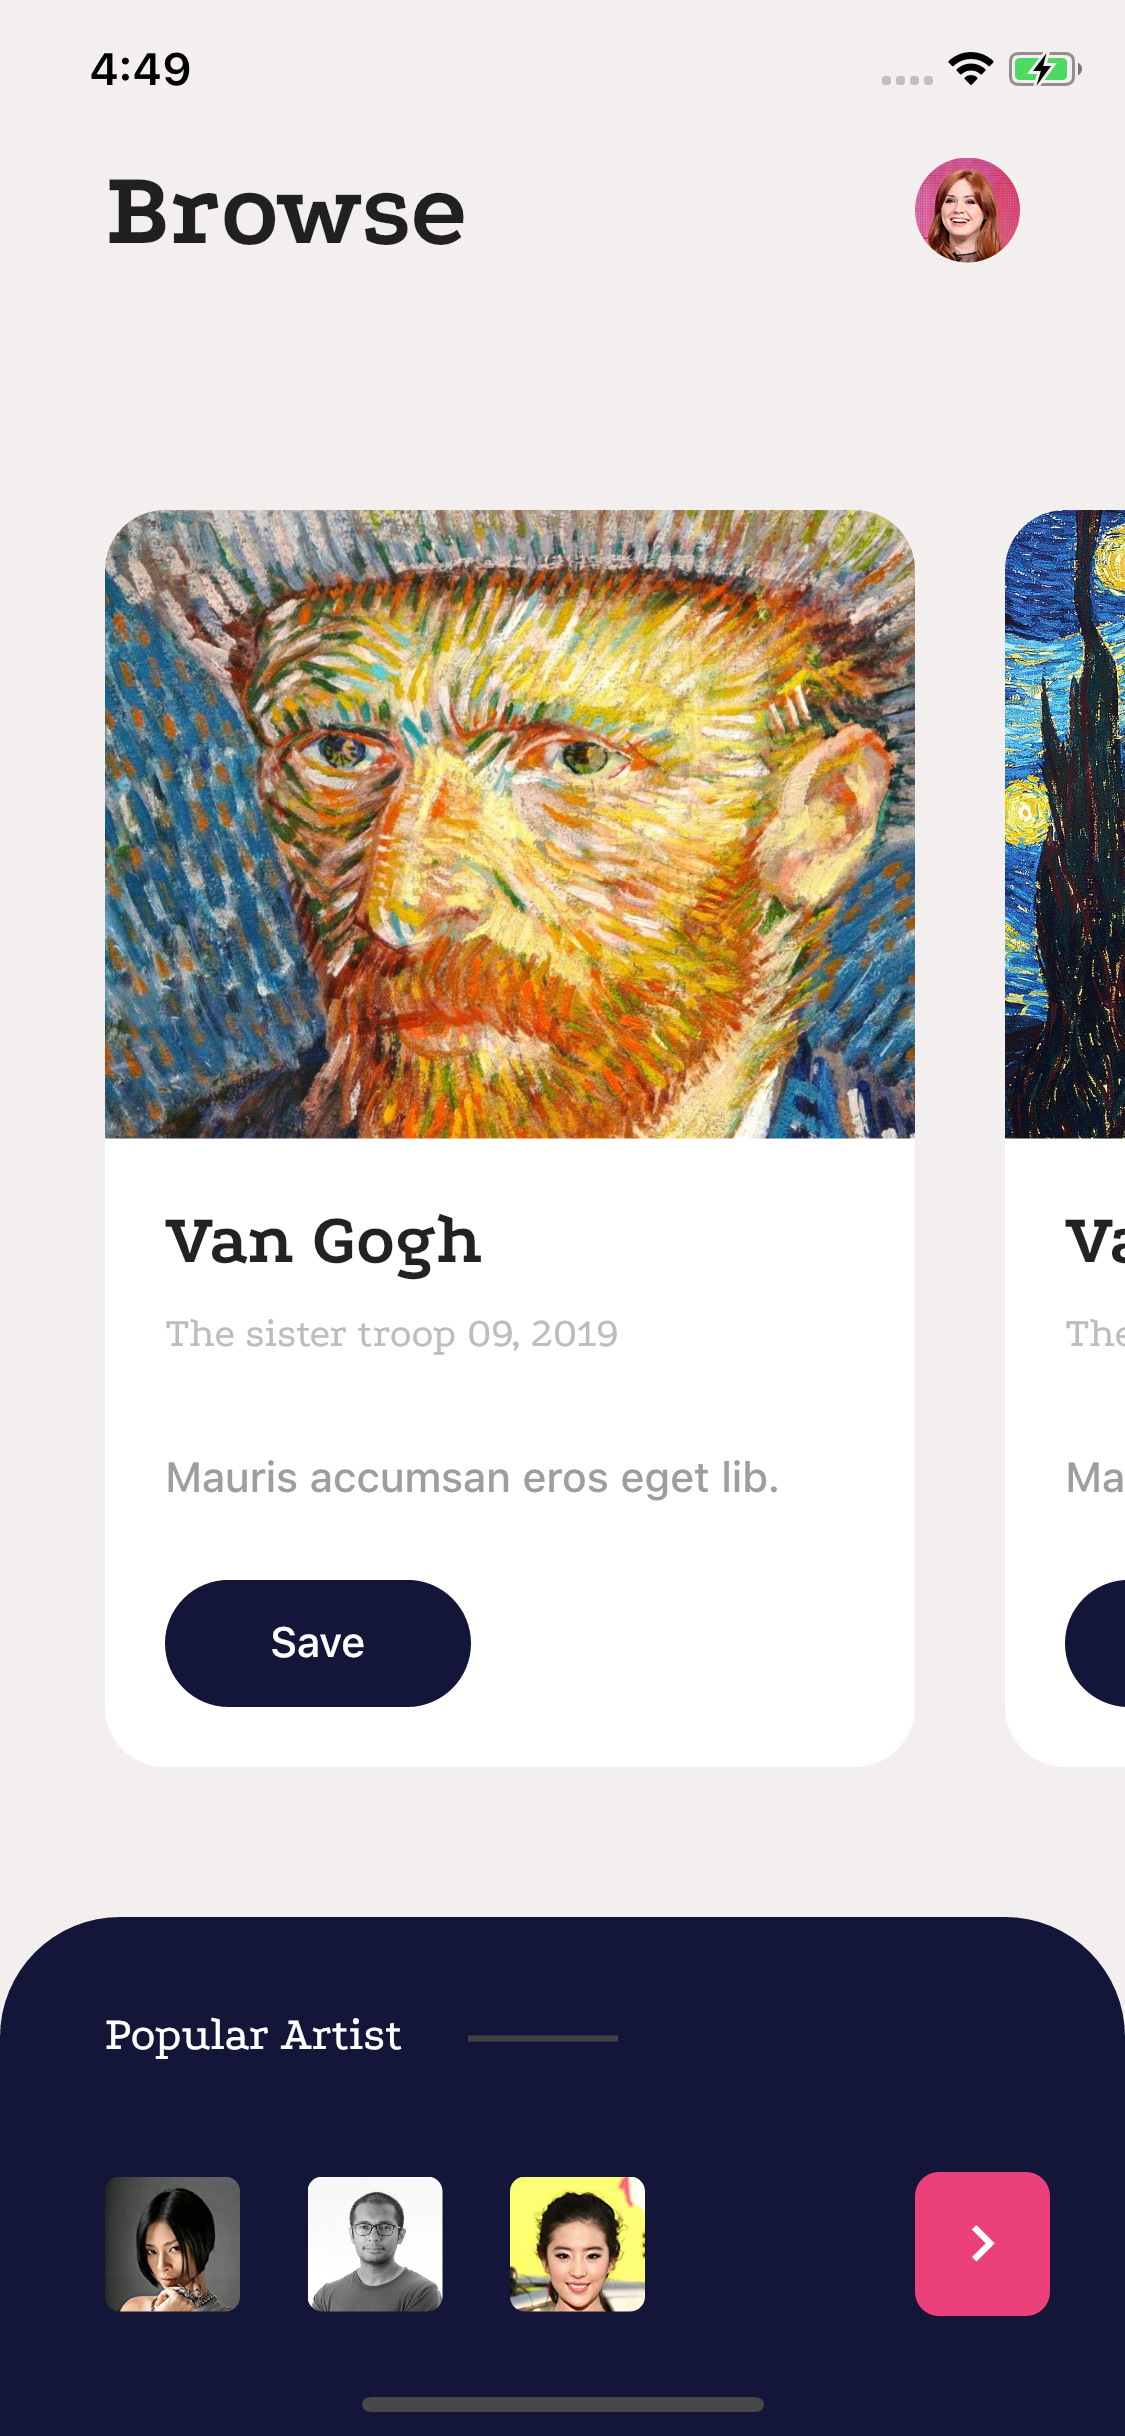 4:49
Browse
Van Gogh
The sister troop 09, 2019
Mauris accumsan eros eget lib.
Save
Va
The
Ma
Popular Artist